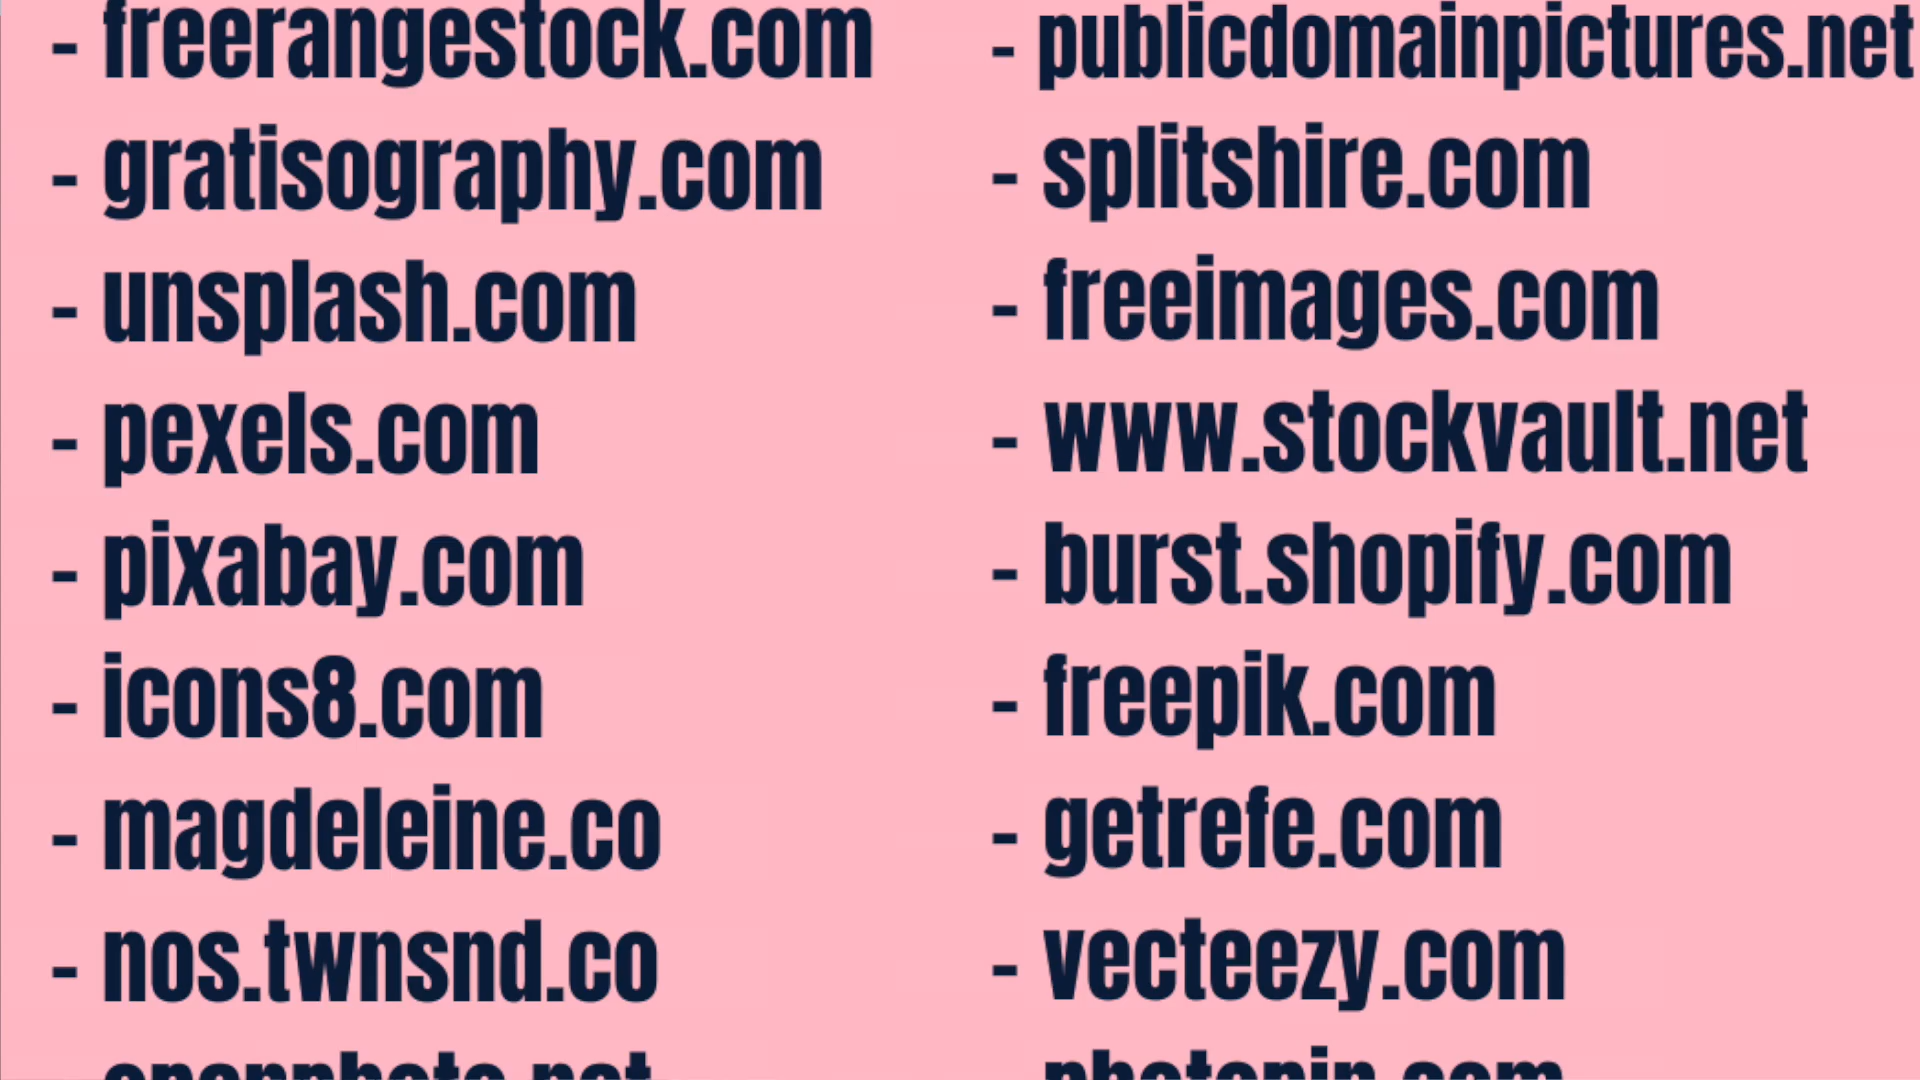 - freerangestock.com
- gratisography.com
- unsplash.com
- pexels.com
- pixabay.com
- icons8.com
- magdeleine.co
- nos.twnsnd.co
- publicdomainpictures.net
- splitshire.com
- freeimages.com
- www.stockvault.net
- burst.shopify.com
- freepik.com
- getrefe.com
- vecteezy.com